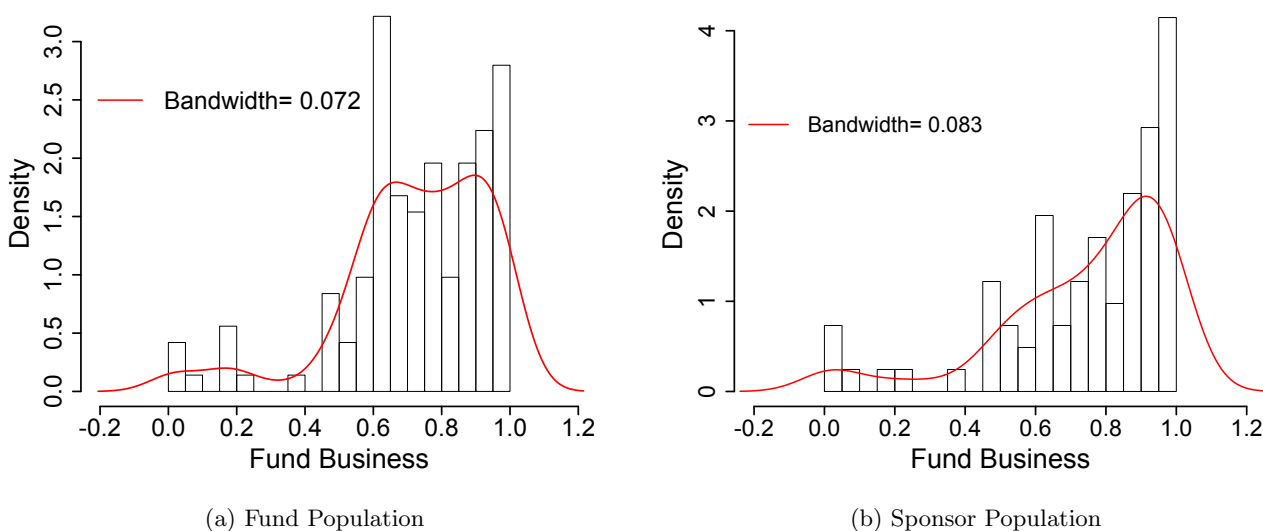 Density
0.0 0.5 1.0 1.5 2.0 2.5 3.0
Bandwidth= 0.072
-0.2 0.0 0.2 0.4 0.6 0.8 1.0 1.2
Fund Business
(a) Fund Population
Density
0 1 2 3 4
Bandwidth= 0.083
-0.2 0.0 0.2 0.4 0.6 0.8 1.0 1.2
Fund Business
(b) Sponsor Population